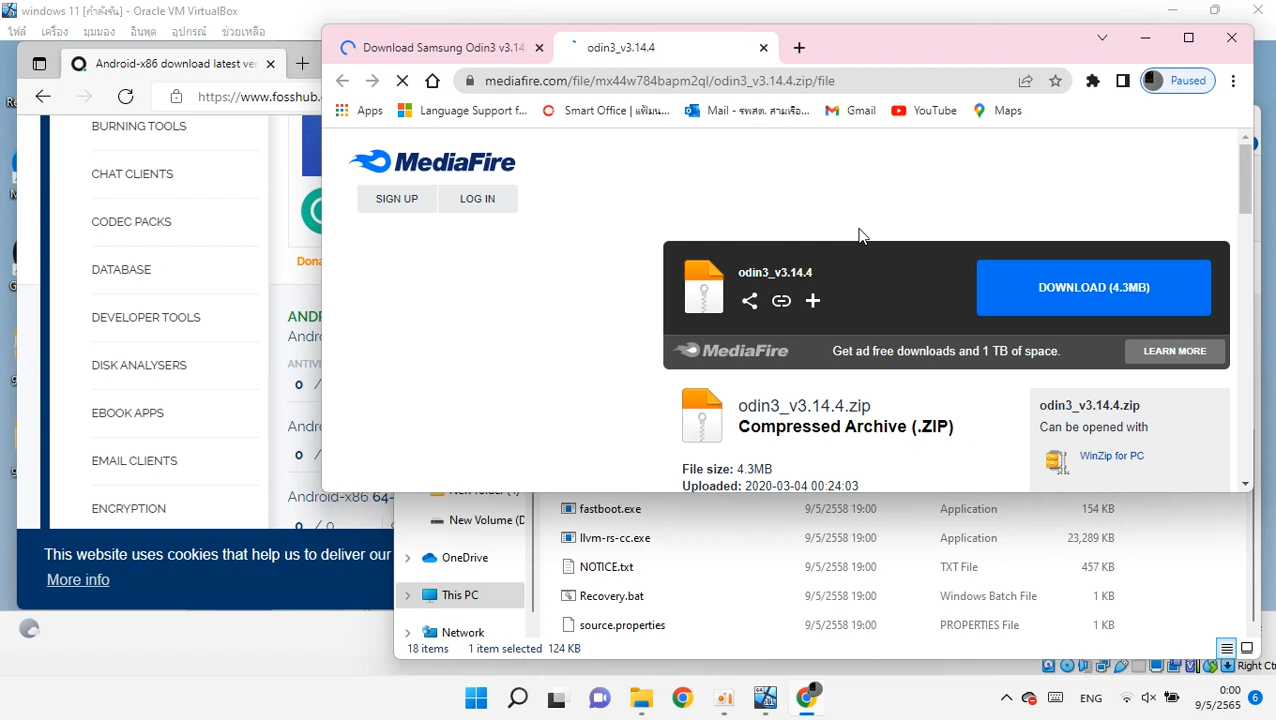 windows 11 [กำลังรัน] - Oracle VM VirtualBox
ไฟล์ เครื่อง มุมมอง อินพุต อุปกรณ์ ช่วยเหลือ
Android-x86 download latest ver
https://www.fosshub.
BURNING TOOLS
CHAT CLIENTS
CODEC PACKS
DATABASE
DEVELOPER TOOLS
DISK ANALYSERS
EBOOK APPS
EMAIL CLIENTS
ENCRYPTION
Dona
ANDR
Andr
ANTIV
0 /
Andr
0 /
Android-x86 64-
0 / 0
This website uses cookies that help us to deliver our
More info
Download Samsung Odin3 v3.14
odin3_v3.14.4
mediafire.com/file/mx44w784bapm2ql/odin3_v3.14.4.zip/file
Paused
Apps
Language Support f...
Smart Office | แฟ้มน...
Mail - รพสต. สามเรือ...
Gmail
YouTube
Maps
MediaFire
SIGN UP
LOG IN
odin3_v3.14.4
DOWNLOAD (4.3MB)
MediaFire
Get ad free downloads and 1 TB of space.
LEARN MORE
odin3_v3.14.4.zip
Compressed Archive (.ZIP)
File size: 4.3MB
Uploaded: 2020-03-04 00:24:03
odin3_v3.14.4.zip
Can be opened with
WinZip for PC
New Volume (D
OneDrive
This PC
Network
fastboot.exe 9/5/2558 19:00 Application 154 KB
llvm-rs-cc.exe 9/5/2558 19:00 Application 23,289 KB
NOTICE.txt 9/5/2558 19:00 TXT File 457 KB
Recovery.bat 9/5/2558 19:00 Windows Batch File 1 KB
source.properties 9/5/2558 19:00 PROPERTIES File 1 KB
18 items 1 item selected 124 KB
Right Ct
ENG
0:00
9/5/2565
6